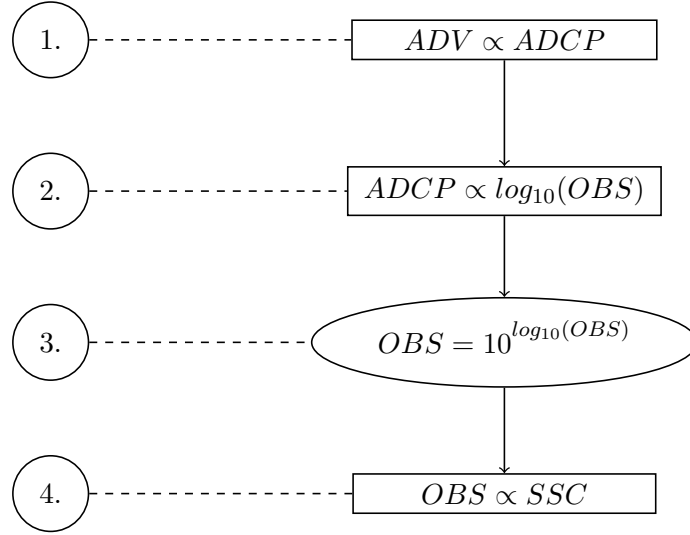 1.
ADV ∝ ADCP
2.
ADCP ∝ log₁₀(OBS)
3.
OBS = 10^{log₁₀(OBS)}
4.
OBS ∝ SSC